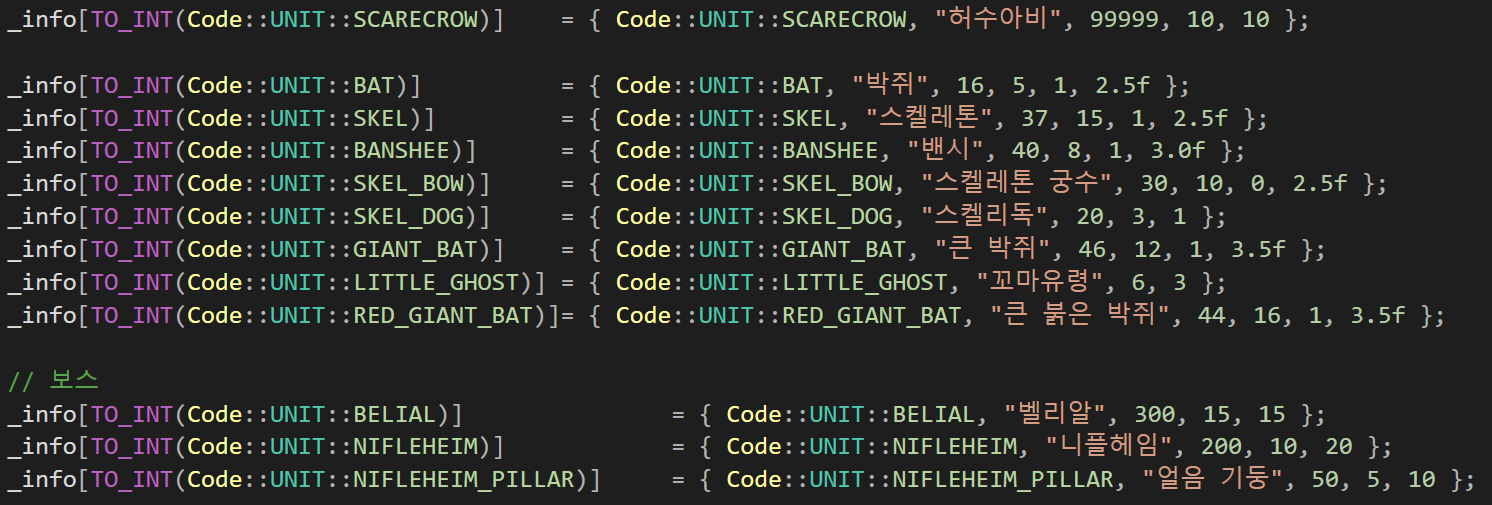 _info[TO_INT(Code::UNIT::SCARECROW)]    = { Code::UNIT::SCARECROW, "허수아비", 99999, 10, 10 };
_info[TO_INT(Code::UNIT::BAT)]          = { Code::UNIT::BAT, "박쥐", 16, 5, 1, 2.5f };
_info[TO_INT(Code::UNIT::SKEL)]         = { Code::UNIT::SKEL, "스켈레톤", 37, 15, 1, 2.5f };
_info[TO_INT(Code::UNIT::BANSHEE)]      = { Code::UNIT::BANSHEE, "밴시", 40, 8, 1, 3.0f };
_info[TO_INT(Code::UNIT::SKEL_BOW)]     = { Code::UNIT::SKEL_BOW, "스켈레톤 궁수", 30, 10, 0, 2.5f };
_info[TO_INT(Code::UNIT::SKEL_DOG)]     = { Code::UNIT::SKEL_DOG, "스켈리독", 20, 3, 1 };
_info[TO_INT(Code::UNIT::GIANT_BAT)]    = { Code::UNIT::GIANT_BAT, "큰 박쥐", 46, 12, 1, 3.5f };
_info[TO_INT(Code::UNIT::LITTLE_GHOST)] = { Code::UNIT::LITTLE_GHOST, "꼬마유령", 6, 3 };
_info[TO_INT(Code::UNIT::RED_GIANT_BAT)]= { Code::UNIT::RED_GIANT_BAT, "큰 붉은 박쥐", 44, 16, 1, 3.5f };
// 보스
_info[TO_INT(Code::UNIT::BELIAL)]               = { Code::UNIT::BELIAL, "벨리알", 300, 15, 15 };
_info[TO_INT(Code::UNIT::NIFLEHEIM)]            = { Code::UNIT::NIFLEHEIM, "니플헤임", 200, 10, 20 };
_info[TO_INT(Code::UNIT::NIFLEHEIM_PILLAR)]     = { Code::UNIT::NIFLEHEIM_PILLAR, "얼음 기둥", 50, 5, 10 };